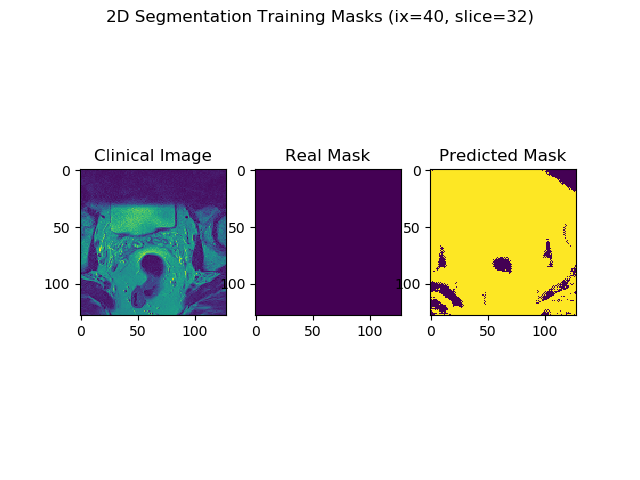 2D Segmentation Training Masks (ix=40, slice=32)
Clinical Image Real Mask Predicted Mask
0 0 0
50 50 50
100 100 100
0 50 100 0 50 100 0 50 100